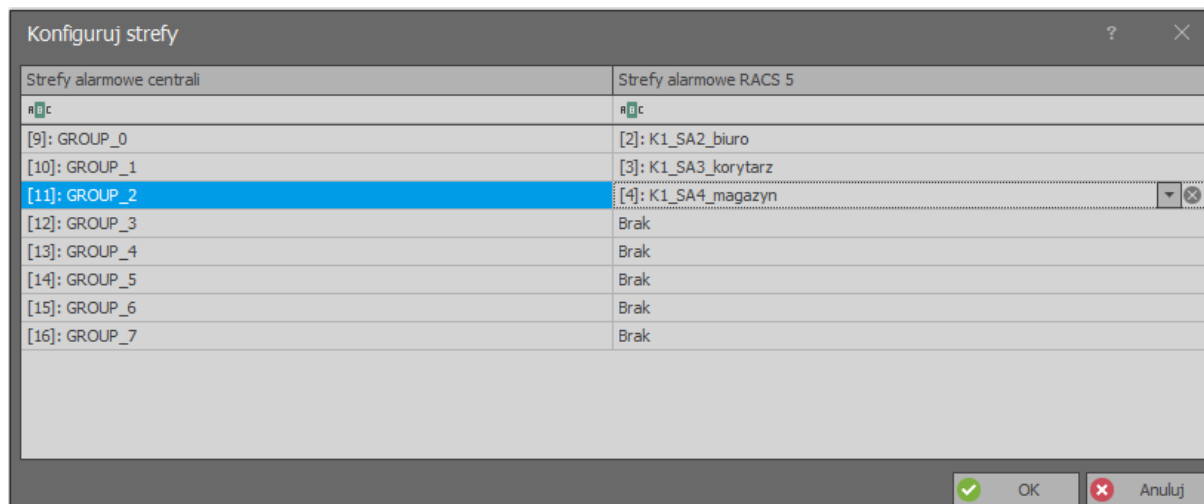 Konfiguruj strefy ?
Strefy alarmowe centrali Strefy alarmowe RACS 5
ABC ABC
[9]: GROUP_0 [2]: K1_SA2_biuro
[10]: GROUP_1 [3]: K1_SA3_korytarz
[11]: GROUP_2 [4]: K1_SA4_magazyn
[12]: GROUP_3 Brak
[13]: GROUP_4 Brak
[14]: GROUP_5 Brak
[15]: GROUP_6 Brak
[16]: GROUP_7 Brak
OK Anuluj